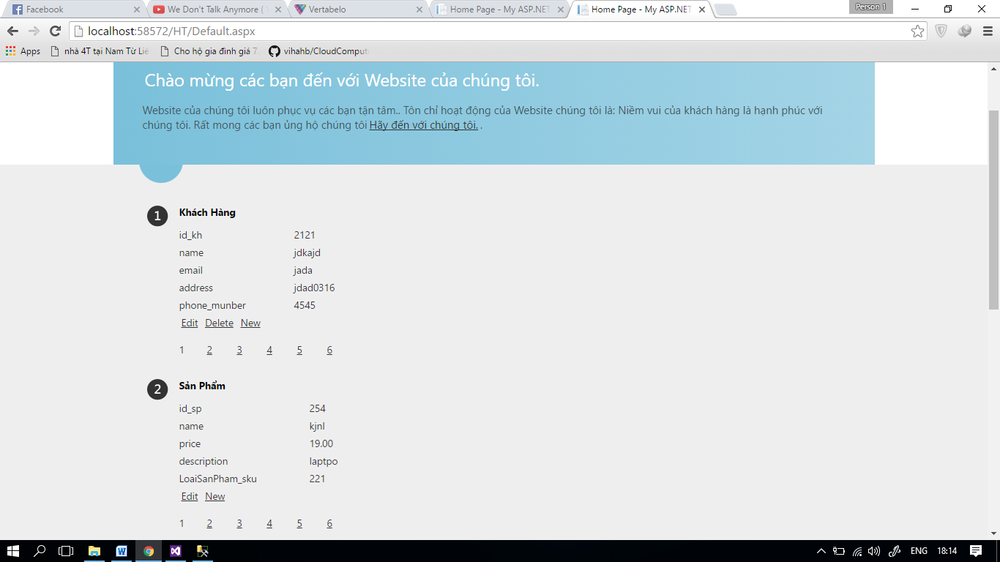 Facebook
We Don't Talk Anymore (
Vertabelo
Home Page - My ASP.NET
Home Page - My ASP.NET
Person 1
localhost:58572/HT/Default.aspx
Apps
nhà 4T tại Nam Từ Liê
Cho hộ gia đình giá 7.
vihahb/CloudComput
Chào mừng các bạn đến với Website của chúng tôi.
Website của chúng tôi luôn phục vụ các bạn tận tâm.. Tôn chỉ hoạt động của Website chúng tôi là: Niềm vui của khách hàng là hạnh phúc với
chúng tôi. Rất mong các bạn ủng hộ chúng tôi Hãy đến với chúng tôi. .
1 Khách Hàng
id_kh 2121
name jdkajd
email jada
address jdad0316
phone_munber 4545
Edit Delete New
1 2 3 4 5 6
2 Sản Phẩm
id_sp 254
name kjnl
price 19.00
description laptpo
LoaiSanPham_sku 221
Edit New
1 2 3 4 5 6
ENG 18:14